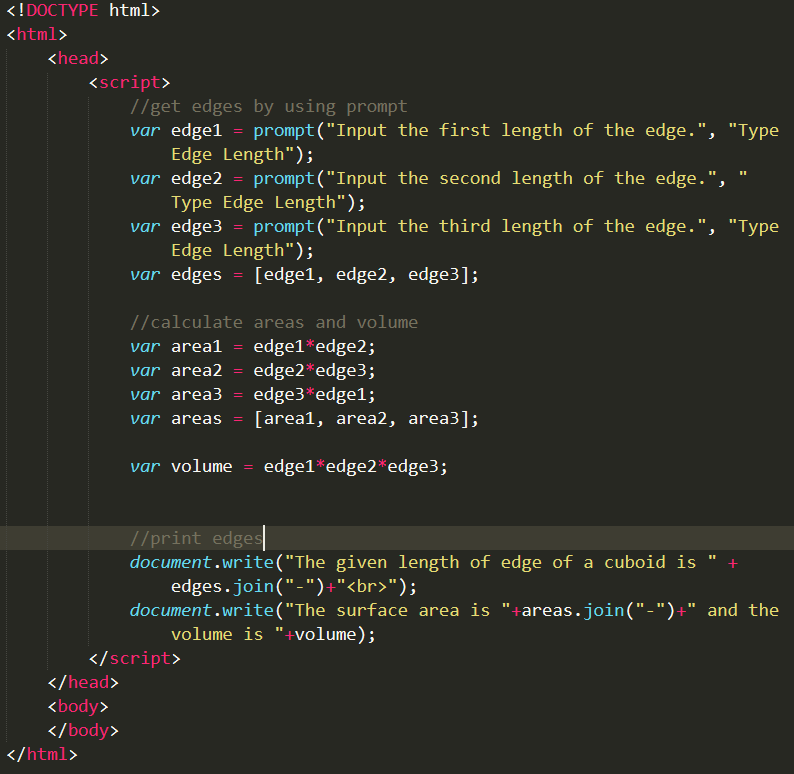 <!DOCTYPE html>
<html>
    <head>
        <script>
            //get edges by using prompt
            var edge1 = prompt("Input the first length of the edge.", "Type
                Edge Length");
            var edge2 = prompt("Input the second length of the edge.", "
                Type Edge Length");
            var edge3 = prompt("Input the third length of the edge.", "Type
                Edge Length");
            var edges = [edge1, edge2, edge3];

            //calculate areas and volume
            var area1 = edge1*edge2;
            var area2 = edge2*edge3;
            var area3 = edge3*edge1;
            var areas = [area1, area2, area3];

            var volume = edge1*edge2*edge3;


            //print edges
            document.write("The given length of edge of a cuboid is " +
                edges.join("-")+"<br>");
            document.write("The surface area is "+areas.join("-")+" and the
                volume is "+volume);
        </script>
    </head>
    <body>
    </body>
</html>